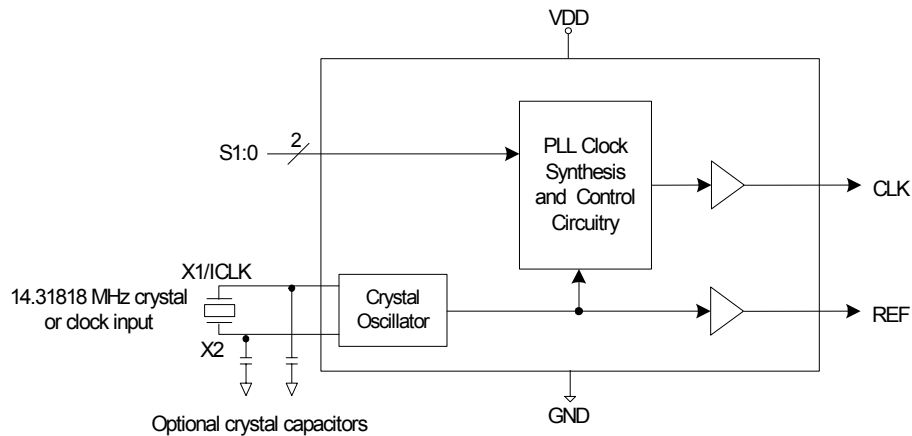 VDD
2
S1:0
PLL Clock
Synthesis
and Control
Circuitry
CLK
X1/ICLK
14.31818 MHz crystal
or clock input
X2
Crystal
Oscillator
REF
Optional crystal capacitors
GND